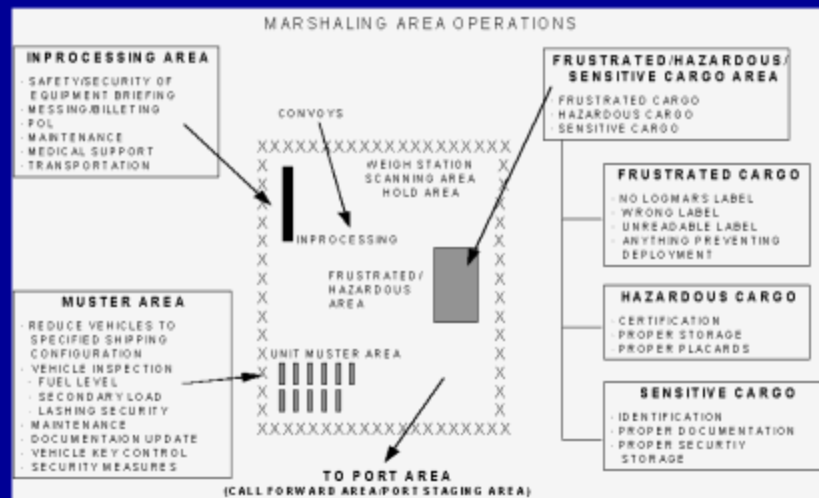 MARSHALING AREA OPERATIONS
INPROCESSING AREA
· SAFETY/SECURITY OF
EQUIPMENT BRIEFING
· MESSING/BILLETING
· POL
· MAINTENANCE
· MEDICAL SUPPORT
· TRANSPORTATION
MUSTER AREA
· REDUCE VEHICLES TO
SPECIFIED SHIPPING
CONFIGURATION
· VEHICLE INSPECTION
· FUEL LEVEL
· SECONDARY LOAD
· LASHING SECURITY
· MAINTENANCE
· DOCUMENTAION UPDATE
· VEHICLE KEY CONTROL
· SECURITY MEASURES
CONVOYS
XXXXXXXXXXXXXXXXXXXX
WEIGH STATION
SCANNING AREA
HOLD AREA
INPROCESSING
FRUSTRATED/
HAZARDOUS
AREA
UNIT MUSTER AREA
XXXXXXXXXXXXXXXXXXXX
TO PORT AREA
(CALL FORWARD AREA/PORT STAGING AREA)
FRUSTRATED/HAZARDOUS/
SENSITIVE CARGO AREA
· FRUSTRATED CARGO
· HAZARDOUS CARGO
· SENSITIVE CARGO
FRUSTRATED CARGO
· NO LOGMARS LABEL
· WRONG LABEL
· UNREADABLE LABEL
· ANYTHING PREVENTING
DEPLOYMENT
HAZARDOUS CARGO
· CERTIFICATION
· PROPER STORAGE
· PROPER PLACARDS
SENSITIVE CARGO
· IDENTIFICATION
· PROPER DOCUMENTATION
· PROPER SECURTIY
STORAGE